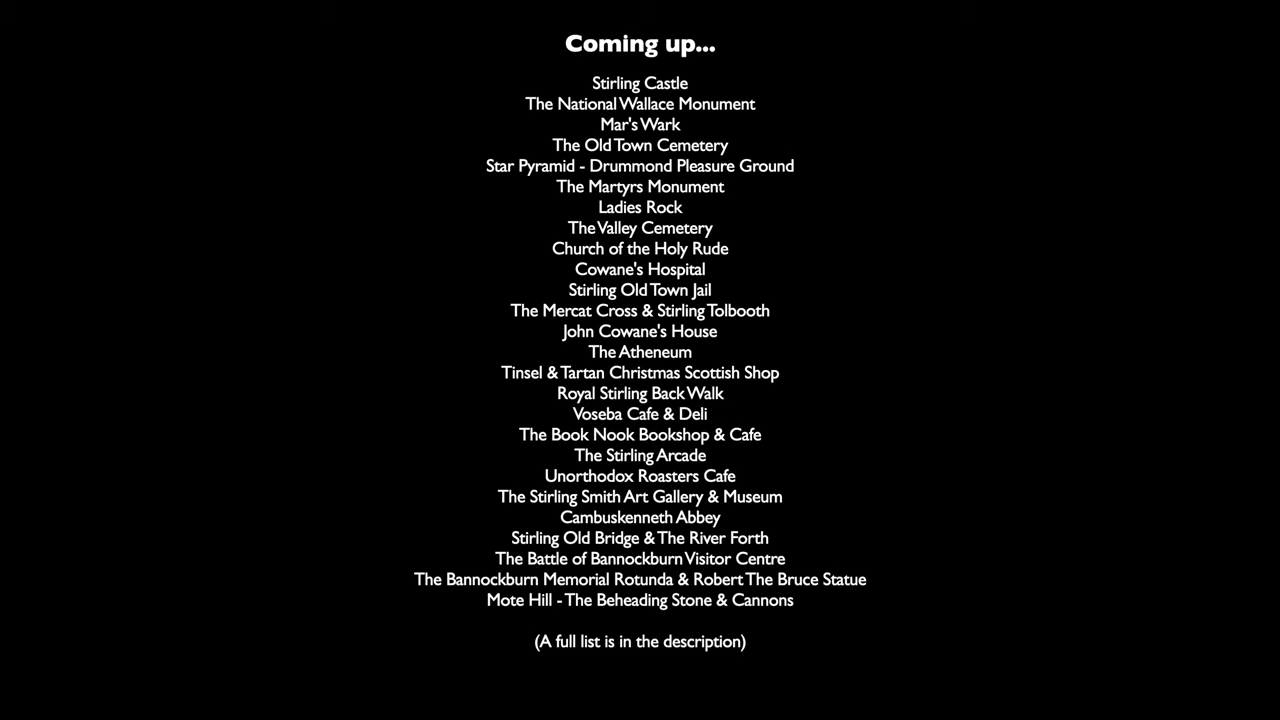 Coming up...
Stirling Castle
The National Wallace Monument
Mar's Wark
The Old Town Cemetery
Star Pyramid - Drummond Pleasure Ground
The Martyrs Monument
Ladies Rock
The Valley Cemetery
Church of the Holy Rude
Cowane's Hospital
Stirling Old Town Jail
The Mercat Cross & Stirling Tolbooth
John Cowane's House
The Atheneum
Tinsel & Tartan Christmas Scottish Shop
Royal Stirling Back Walk
Voseba Cafe & Deli
The Book Nook Bookshop & Cafe
The Stirling Arcade
Unorthodox Roasters Cafe
The Stirling Smith Art Gallery & Museum
Cambuskenneth Abbey
Stirling Old Bridge & The River Forth
The Battle of Bannockburn Visitor Centre
The Bannockburn Memorial Rotunda & Robert The Bruce Statue
Mote Hill - The Beheading Stone & Cannons
(A full list is in the description)